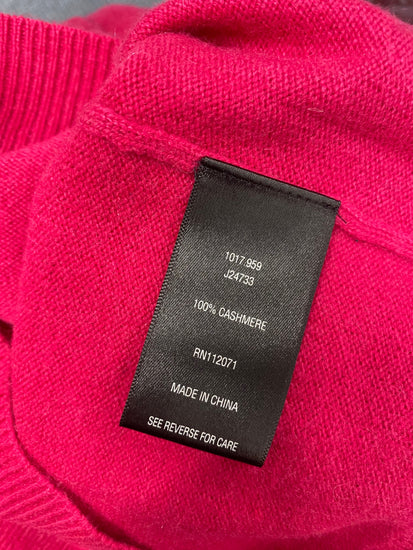 1017.959
J24733
100% CASHMERE
RN112071
MADE IN CHINA
SEE REVERSE FOR CARE